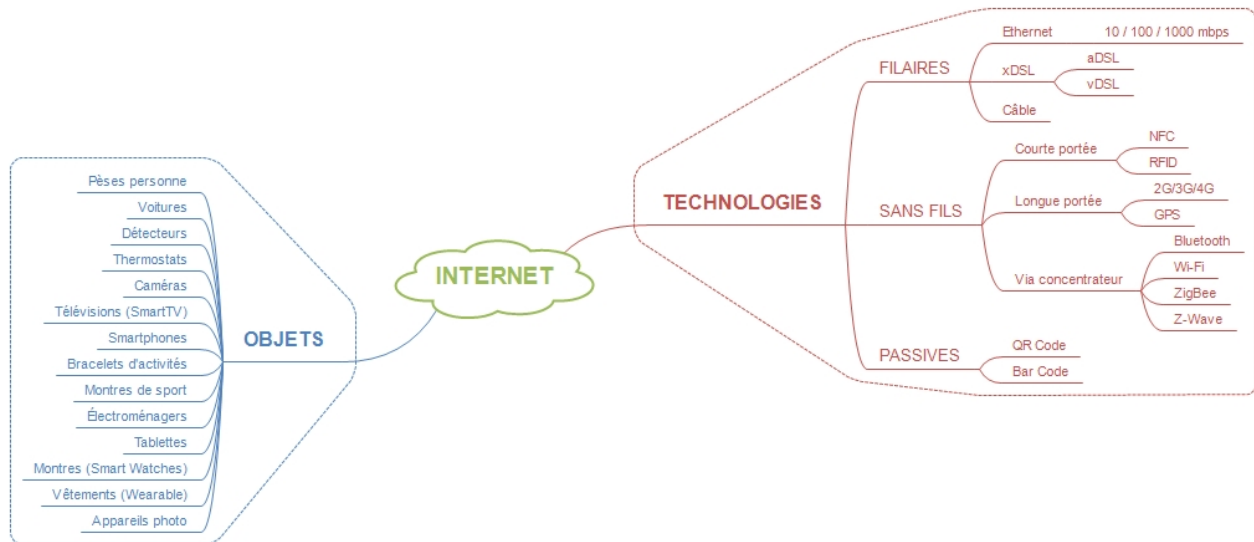 INTERNET
OBJETS
Pèses personne
Voitures
Détecteurs
Thermostats
Caméras
Télévisions (SmartTV)
Smartphones
Bracelets d'activités
Montres de sport
Électroménagers
Tablettes
Montres (Smart Watches)
Vêtements (Wearable)
Appareils photo
TECHNOLOGIES
FILAIRES
Ethernet
10 / 100 / 1000 mbps
xDSL
aDSL
vDSL
Câble
SANS FILS
Courte portée
NFC
RFID
Longue portée
2G/3G/4G
GPS
Via concentrateur
Bluetooth
Wi-Fi
ZigBee
Z-Wave
PASSIVES
QR Code
Bar Code